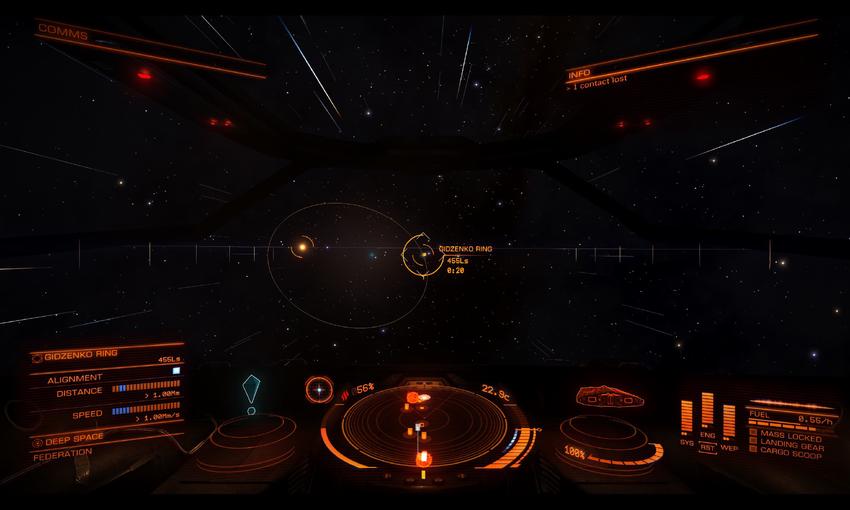 COMMS
INFO
> 1 contact lost
GIDZENKO RING
455Ls
0:20
GIDZENKO RING
455Ls
ALIGNMENT
DISTANCE
> 1.00Mm
SPEED
> 1.00Mm/s
DEEP SPACE
FEDERATION
56%
22.9c
100%
SYS
ENG
RST
WEP
FUEL
0.55/h
MASS LOCKED
LANDING GEAR
CARGO SCOOP